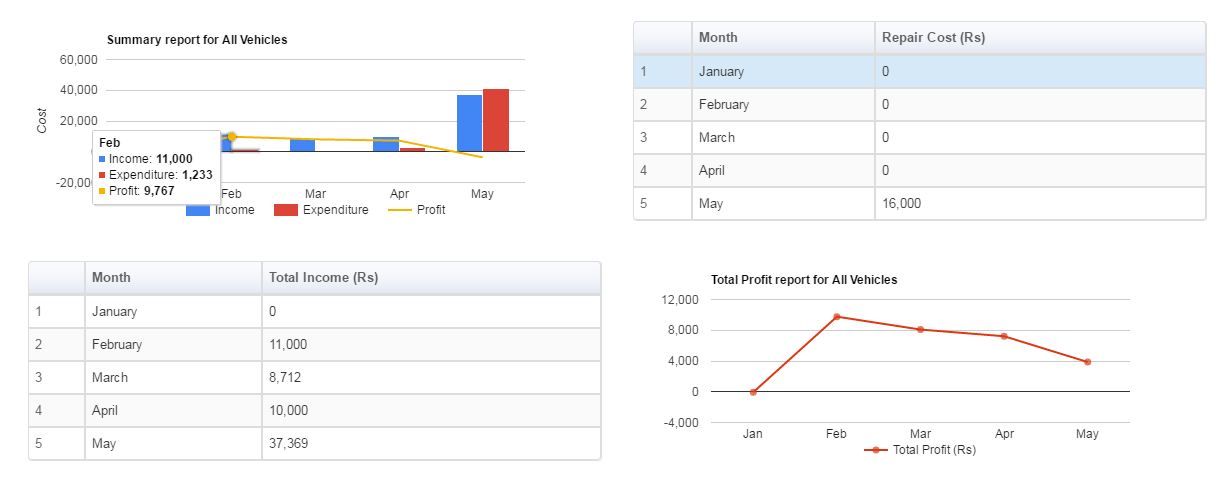 Summary report for All Vehicles
60,000
40,000
20,000
-20,00
Cost
Feb
Income: 11,000
Expenditure: 1,233
Profit: 9,767
Feb Mar Apr May
Income Expenditure Profit
Month Repair Cost (Rs)
1 January 0
2 February 0
3 March 0
4 April 0
5 May 16,000
Month Total Income (Rs)
1 January 0
2 February 11,000
3 March 8,712
4 April 10,000
5 May 37,369
Total Profit report for All Vehicles
12,000
8,000
4,000
0
-4,000
Jan Feb Mar Apr May
Total Profit (Rs)